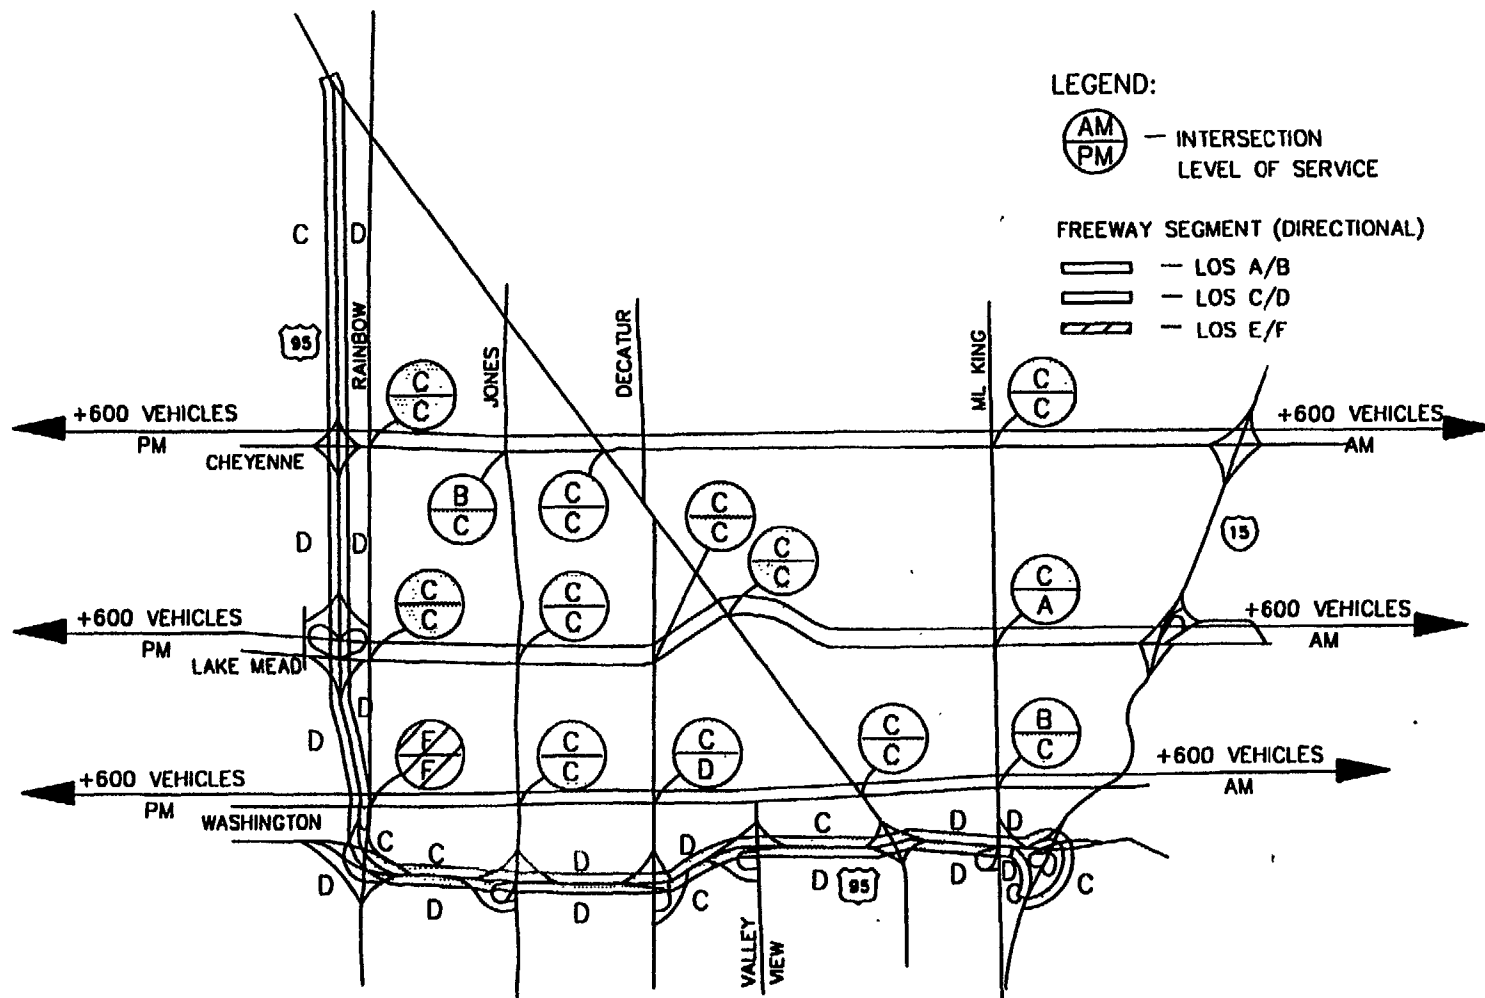 LEGEND:
AM
PM
— INTERSECTION
LEVEL OF SERVICE
FREEWAY SEGMENT (DIRECTIONAL)
— LOS A/B
— LOS C/D
— LOS E/F
C
D
95
RAINBOW
JONES
DECATUR
ML KING
C
C
C
C
+600 VEHICLES
PM
+600 VEHICLES
AM
CHEYENNE
B
C
C
C
C
C
15
D
D
C
C
C
C
C
C
C
A
+600 VEHICLES
PM
+600 VEHICLES
AM
LAKE MEAD
D
D
F
F
C
C
C
D
C
C
B
C
+600 VEHICLES
PM
+600 VEHICLES
AM
WASHINGTON
C
C
D
D
C
D
D
D
D
D
C
D
95
D
D
C
VALLEY
VIEW